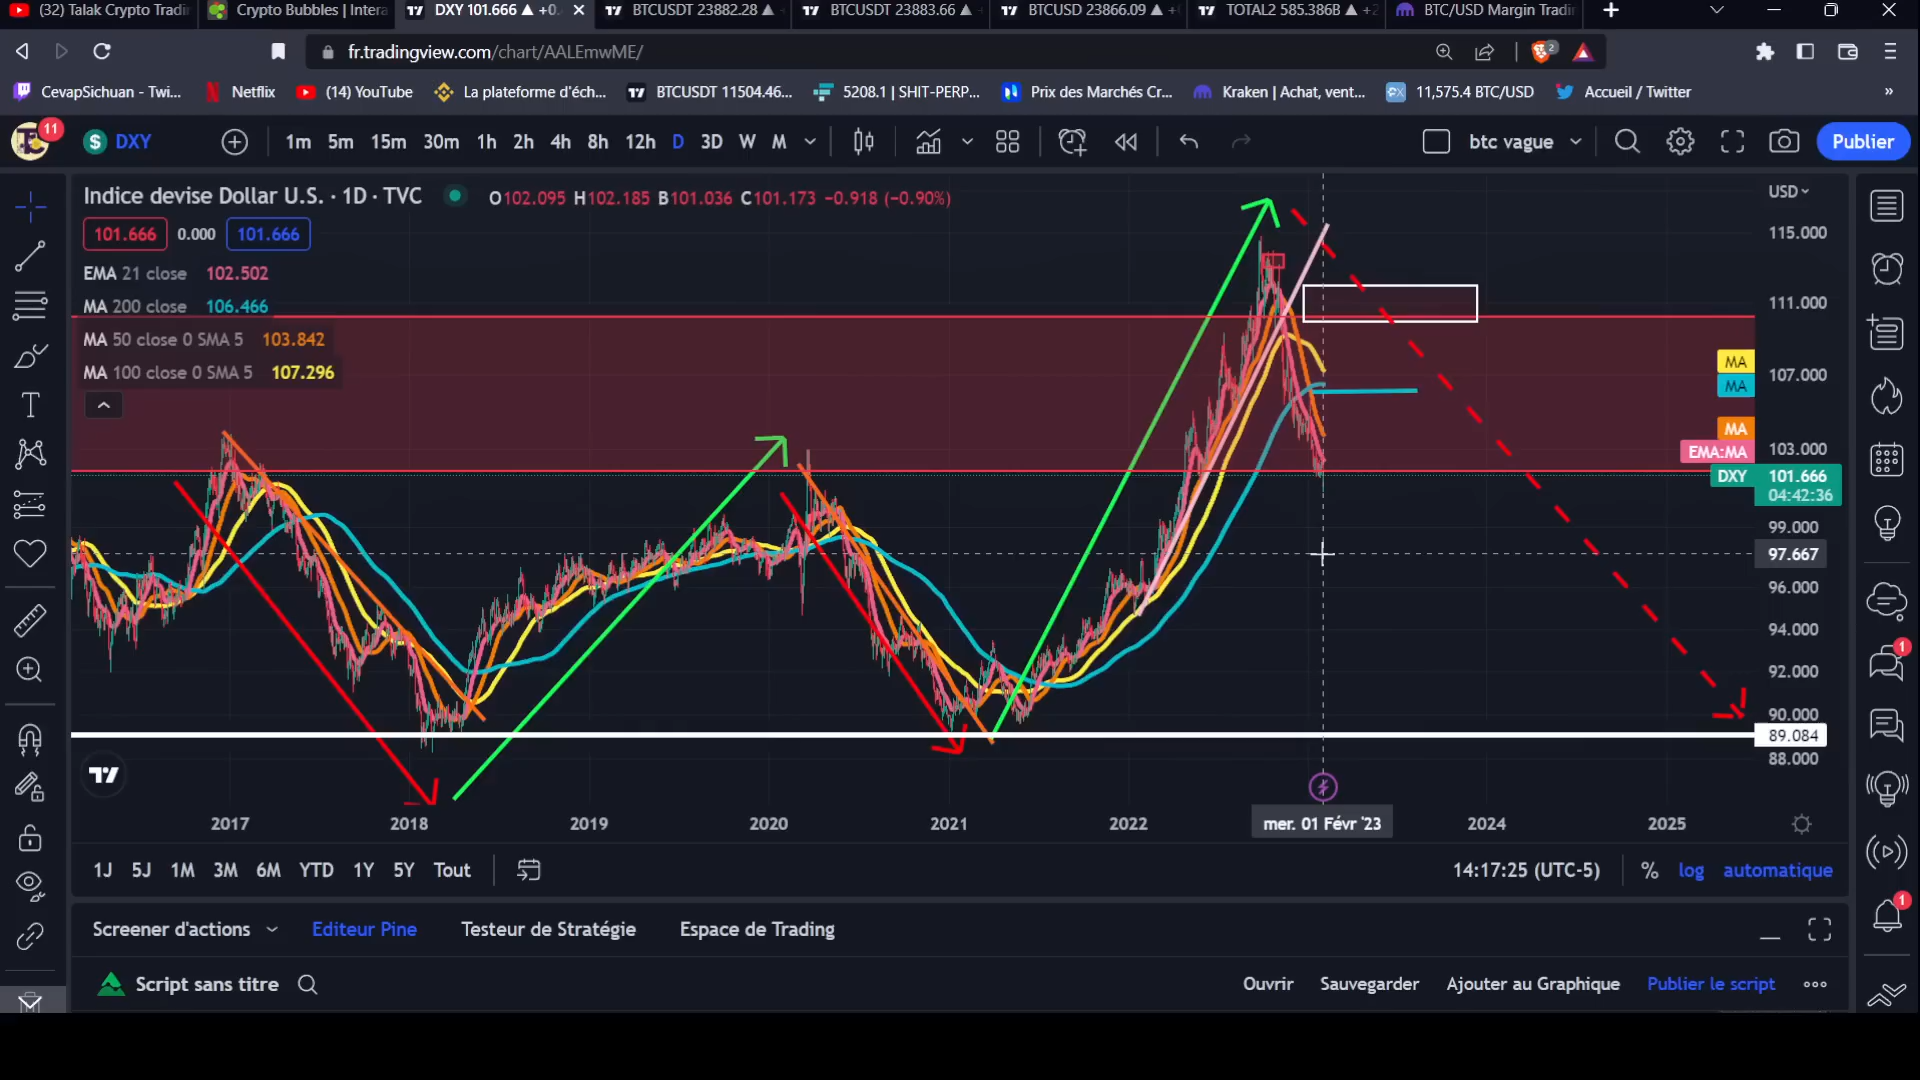 (32) Talak Crypto Tradi
Crypto Bubbles | Intera
DXY 101.666 ▲ +0.
BTCUSDT 23882.28 ▲
BTCUSDT 23883.66 ▲
BTCUSD 23866.09 ▲
TOTAL2 585.386B ▲ +2
BTC/USD Margin Tradi
fr.tradingview.com/chart/AALEmwME/
2
CevapSichuan - Twi...
Netflix
(14) YouTube
La plateforme d'éch...
BTCUSDT 11504.46...
5208.1 | SHIT-PERP...
Prix des Marchés Cr...
Kraken | Achat, vent...
11,575.4 BTC/USD
Accueil / Twitter
»
11
$ DXY
1m 5m 15m 30m 1h 2h 4h 8h 12h D 3D W M
btc vague
Publier
Indice devise Dollar U.S. · 1D · TVC
O102.095 H102.185 B101.036 C101.173 −0.918 (−0.90%)
USD
101.666 0.000 101.666
115.000
EMA 21 close 102.502
MA 200 close 106.466
111.000
MA 50 close 0 SMA 5 103.842
MA 100 close 0 SMA 5 107.296
MA
107.000
MA
MA
EMA:MA
103.000
DXY 101.666
04:42:36
99.000
97.667
96.000
94.000
92.000
90.000
89.084
88.000
1
1
2017 2018 2019 2020 2021 2022 mer. 01 Févr '23 2024 2025
1J 5J 1M 3M 6M YTD 1Y 5Y Tout
14:17:25 (UTC-5)
% log automatique
Screener d'actions
Editeur Pine
Testeur de Stratégie
Espace de Trading
Script sans titre
Ouvrir
Sauvegarder
Ajouter au Graphique
Publier le script